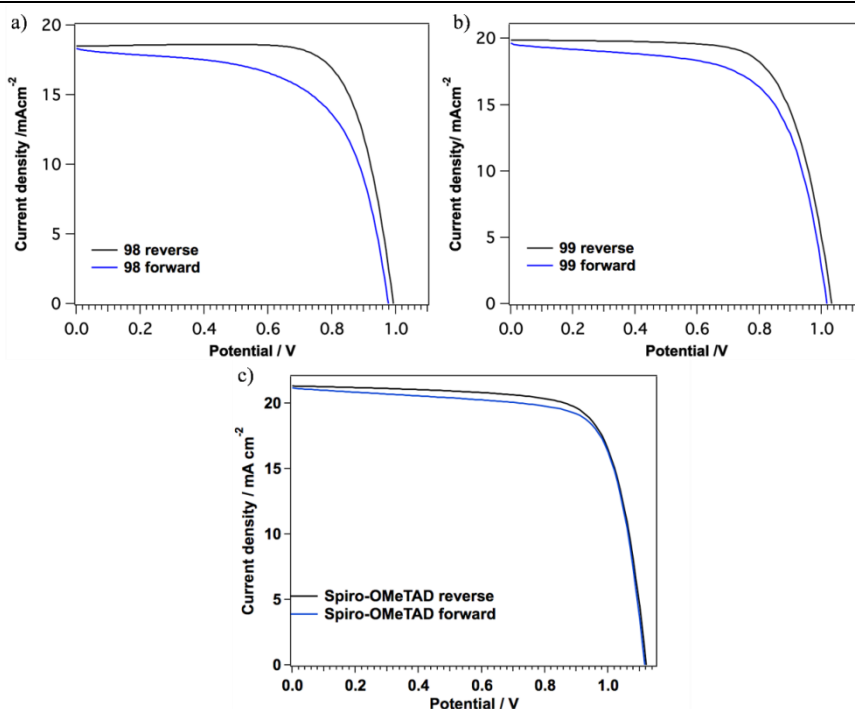 a)
20
15
10
5
0
Current density /mAcm-2
98 reverse
98 forward
0.0 0.2 0.4 0.6 0.8 1.0
Potential / V
b)
20
15
10
5
0
Current density/ mAcm-2
99 reverse
99 forward
0.0 0.2 0.4 0.6 0.8 1.0
Potential /V
c)
20
15
10
5
0
Current density / mA cm-2
Spiro-OMeTAD reverse
Spiro-OMeTAD forward
0.0 0.2 0.4 0.6 0.8 1.0
Potential / V